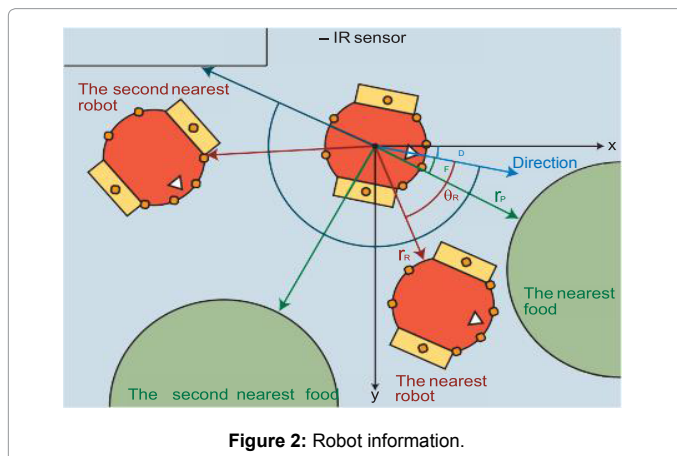 – IR sensor
The second nearest
robot
x
D
F
Direction
θR
rP
rR
The nearest
food
The second nearest food
y
The nearest
robot
Figure 2: Robot information.